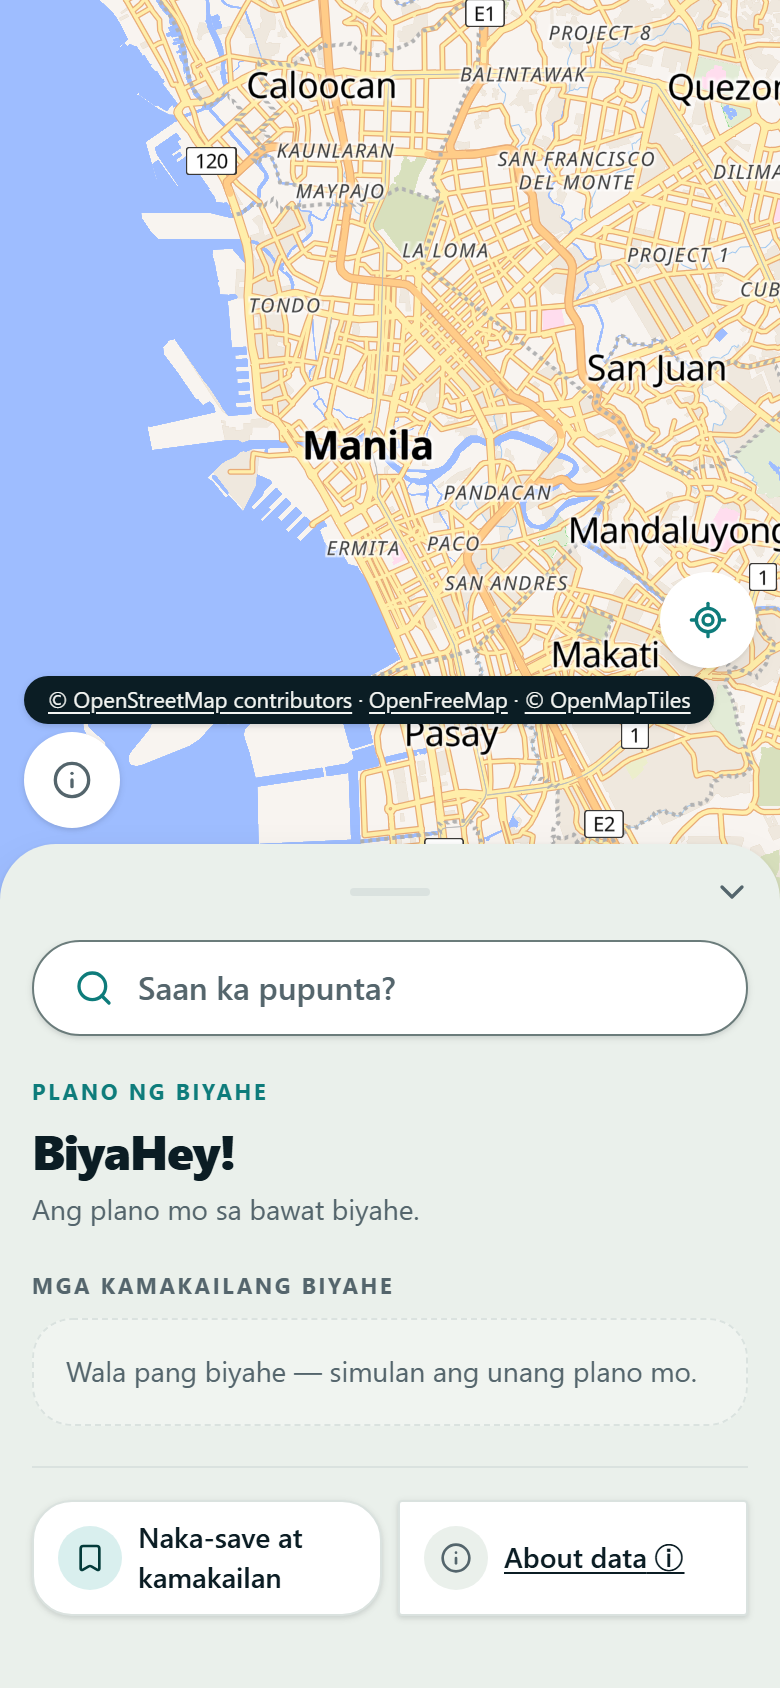 E1
PROJECT 8
BALINTAWAK
Caloocan
Quezon
120
KAUNLARAN
SAN FRANCISCO
DEL MONTE
DILIMA
MAYPAJO
LA LOMA
PROJECT 1
CUB
TONDO
San Juan
Manila
PANDACAN
Mandaluyong
ERMITA
PACO
1
SAN ANDRES
Makati
© OpenStreetMap contributors · OpenFreeMap · © OpenMapTiles
Pasay
1
E2
Saan ka pupunta?
PLANO NG BIYAHE
BiyaHey!
Ang plano mo sa bawat biyahe.
MGA KAMAKAILANG BIYAHE
Wala pang biyahe — simulan ang unang plano mo.
Naka-save at
kamakailan
About data ⓘ